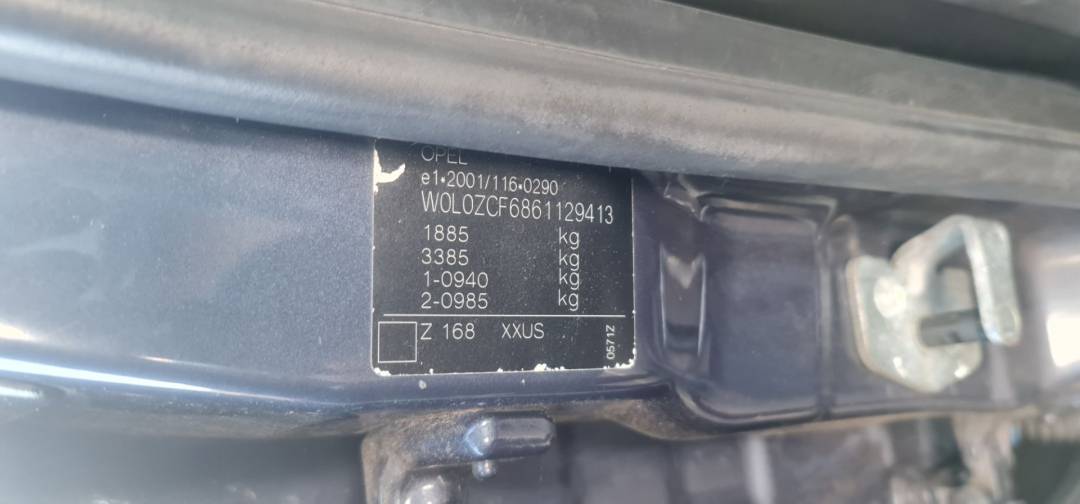 OPEL
e1•2001/116•0290
W0L0ZCF6861129413
1885 kg
3385 kg
1-0940 kg
2-0985 kg
Z 168 XXUS
0571Z